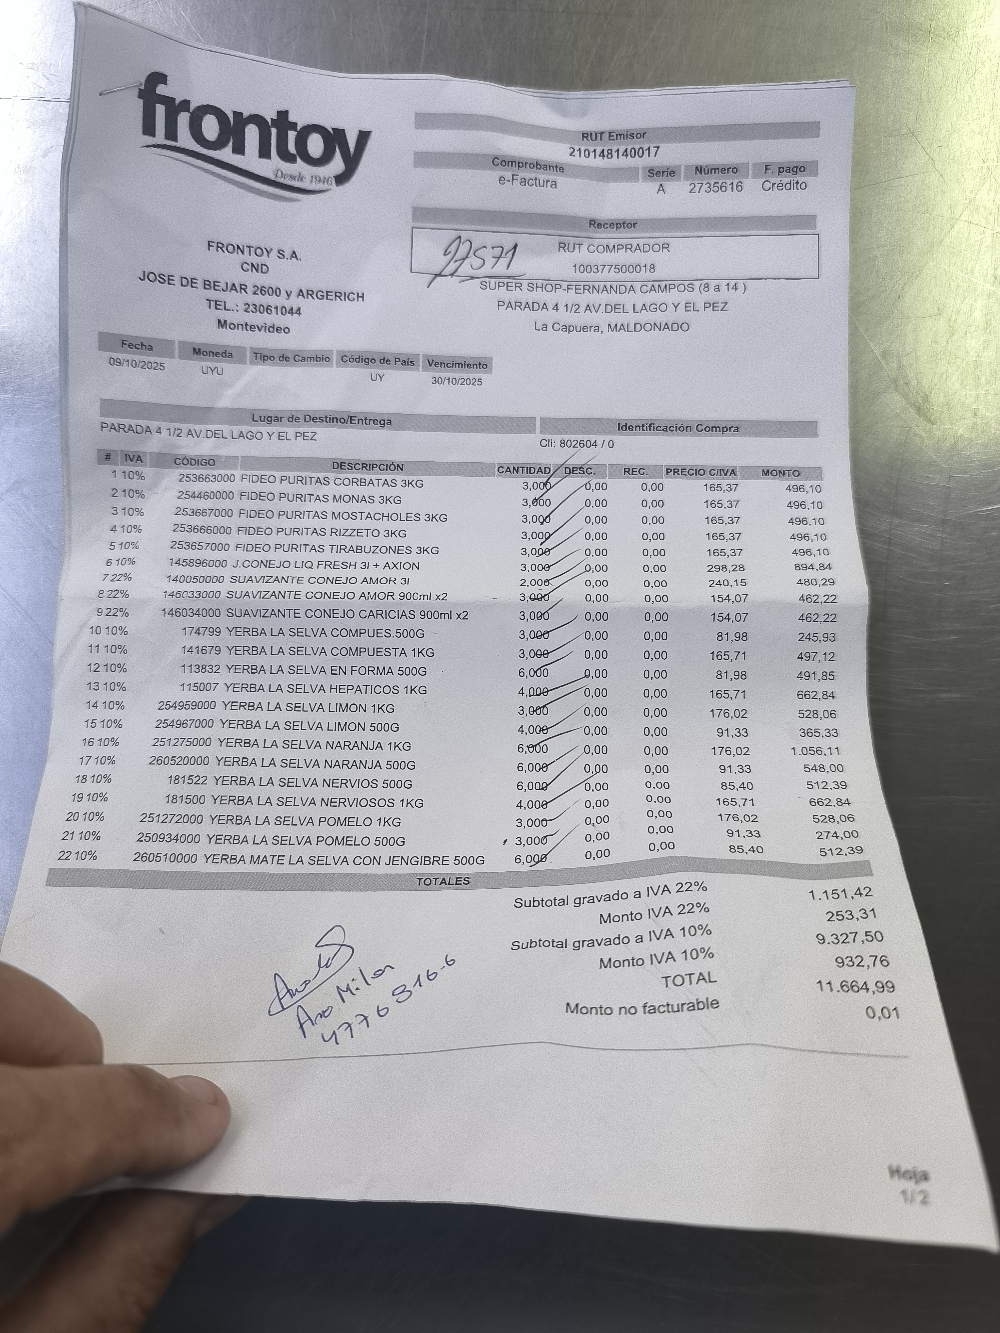 frontoy
Desde 1946
RUT Emisor
210148140017
Comprobante Serie Número F. pago
e-Factura A 2735616 Crédito
Receptor
27571 RUT COMPRADOR
100377500018
SUPER SHOP-FERNANDA CAMPOS (8 a 14 )
PARADA 4 1/2 AV.DEL LAGO Y EL PEZ
La Capuera, MALDONADO
FRONTOY S.A.
CND
JOSE DE BEJAR 2600 y ARGERICH
TEL.: 23061044
Montevideo
Fecha Moneda Tipo de Cambio Código de País Vencimiento
09/10/2025 UYU UY 30/10/2025
Lugar de Destino/Entrega Identificación Compra
PARADA 4 1/2 AV.DEL LAGO Y EL PEZ Cli: 802604 / 0
# IVA CÓDIGO DESCRIPCIÓN CANTIDAD DESC. REC. PRECIO C/IVA MONTO
1 10% 253663000 FIDEO PURITAS CORBATAS 3KG 3,000 0,00 0,00 165,37 496,10
2 10% 254460000 FIDEO PURITAS MONAS 3KG 3,000 0,00 0,00 165,37 496,10
3 10% 253667000 FIDEO PURITAS MOSTACHOLES 3KG 3,000 0,00 0,00 165,37 496,10
4 10% 253666000 FIDEO PURITAS RIZZETO 3KG 3,000 0,00 0,00 165,37 496,10
5 10% 253657000 FIDEO PURITAS TIRABUZONES 3KG 3,000 0,00 0,00 165,37 496,10
6 10% 145896000 J.CONEJO LIQ FRESH 3l + AXION 3,000 0,00 0,00 298,28 894,84
7 22% 140050000 SUAVIZANTE CONEJO AMOR 3l 2,000 0,00 0,00 240,15 480,29
8 22% 146033000 SUAVIZANTE CONEJO AMOR 900ml x2 3,000 0,00 0,00 154,07 462,22
9 22% 146034000 SUAVIZANTE CONEJO CARICIAS 900ml x2 3,000 0,00 0,00 154,07 462,22
10 10% 174799 YERBA LA SELVA COMPUES.500G 3,000 0,00 0,00 81,98 245,93
11 10% 141679 YERBA LA SELVA COMPUESTA 1KG 3,000 0,00 0,00 165,71 497,12
12 10% 113832 YERBA LA SELVA EN FORMA 500G 6,000 0,00 0,00 81,98 491,85
13 10% 115007 YERBA LA SELVA HEPATICOS 1KG 4,000 0,00 0,00 165,71 662,84
14 10% 254959000 YERBA LA SELVA LIMON 1KG 3,000 0,00 0,00 176,02 528,06
15 10% 254967000 YERBA LA SELVA LIMON 500G 4,000 0,00 0,00 91,33 365,33
16 10% 251275000 YERBA LA SELVA NARANJA 1KG 6,000 0,00 0,00 176,02 1.056,11
17 10% 260520000 YERBA LA SELVA NARANJA 500G 6,000 0,00 0,00 91,33 548,00
18 10% 181522 YERBA LA SELVA NERVIOS 500G 6,000 0,00 0.00 85,40 512,39
19 10% 181500 YERBA LA SELVA NERVIOSOS 1KG 4,000 0,00 0,00 165,71 662,84
20 10% 251272000 YERBA LA SELVA POMELO 1KG 3,000 0,00 0,00 176,02 528,06
21 10% 250934000 YERBA LA SELVA POMELO 500G 3,000 0,00 0,00 91,33 274,00
22 10% 260510000 YERBA MATE LA SELVA CON JENGIBRE 500G 6,000 0,00 0,00 85,40 512,39
TOTALES
Subtotal gravado a IVA 22% 1.151,42
Monto IVA 22% 253,31
Subtotal gravado a IVA 10% 9.327,50
Monto IVA 10% 932,76
TOTAL 11.664,99
Monto no facturable 0,01
4776816-6
Hoja
1/2